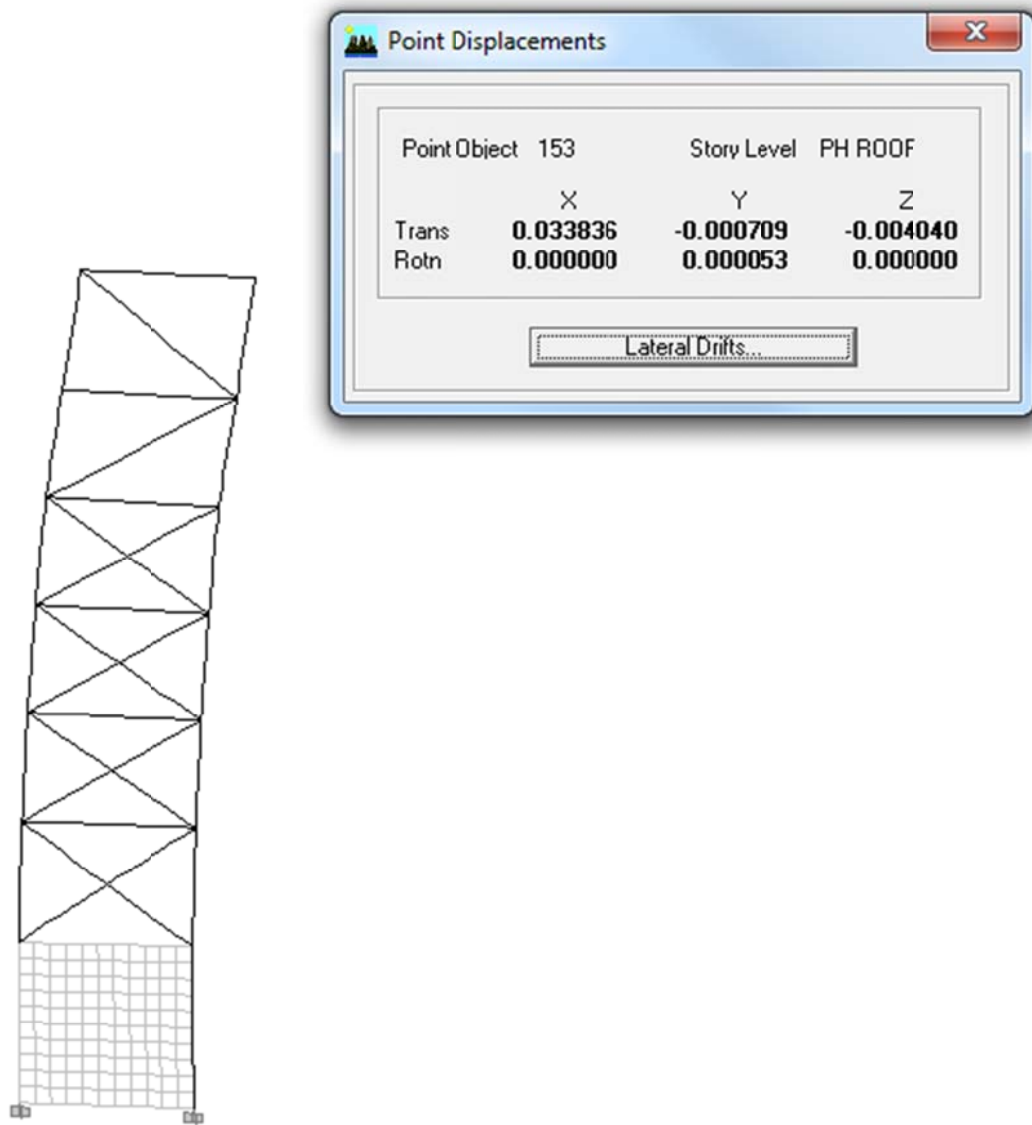 Point Displacements
Point Object 153 Story Level PH ROOF
X Y Z
Trans 0.033836 -0.000709 -0.004040
Rotn 0.000000 0.000053 0.000000
Lateral Drifts...